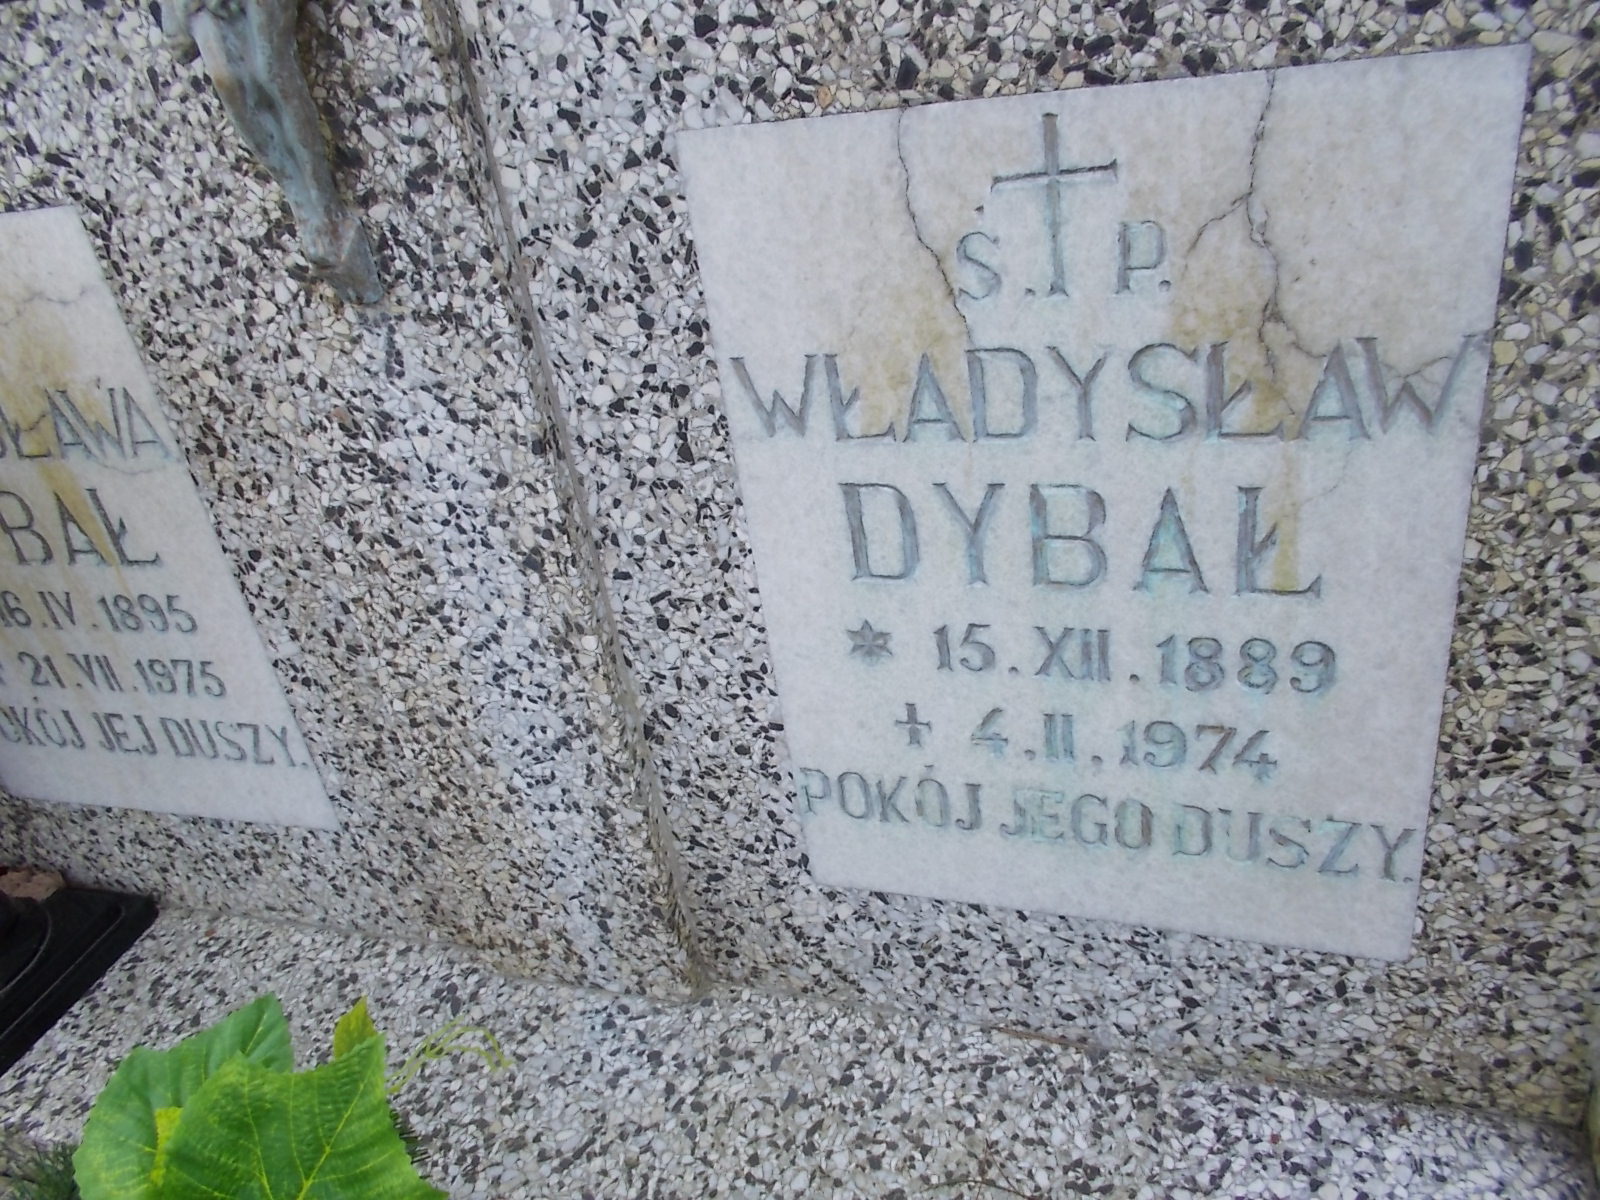 S. P.
WŁADYSŁAW
DYBAŁ
* 15. XII. 1889
+ 4. II. 1974
POKÓJ JEGO DUSZY.
SŁAWA
BAŁ
16. IV. 1895
21. VII. 1975
POKÓJ JEJ DUSZY.